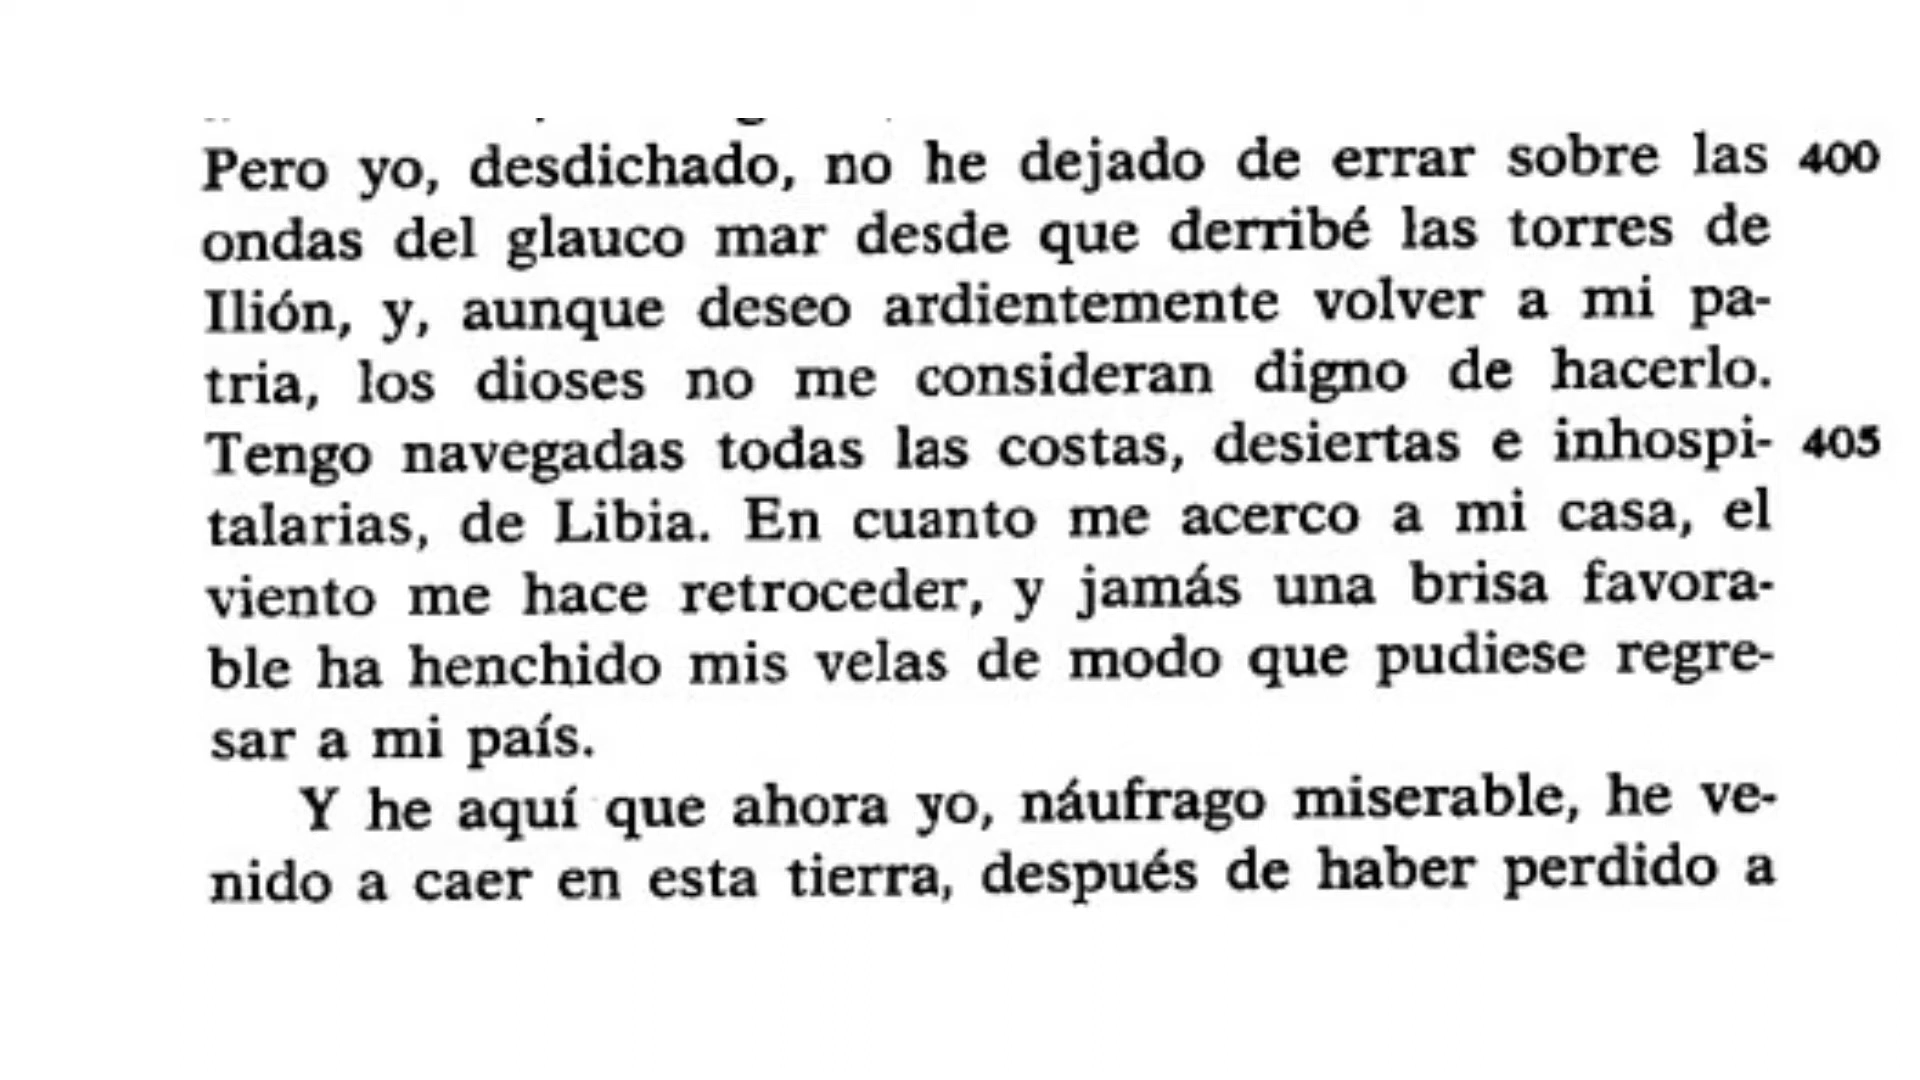 Pero yo, desdichado, no he dejado de errar sobre las 400
ondas del glauco mar desde que derribé las torres de
Ilión, y, aunque deseo ardientemente volver a mi pa-
tria, los dioses no me consideran digno de hacerlo.
Tengo navegadas todas las costas, desiertas e inhospi- 405
talarias, de Libia. En cuanto me acerco a mi casa, el
viento me hace retroceder, y jamás una brisa favora-
ble ha henchido mis velas de modo que pudiese regre-
sar a mi país.
Y he aquí que ahora yo, náufrago miserable, he ve-
nido a caer en esta tierra, después de haber perdido a